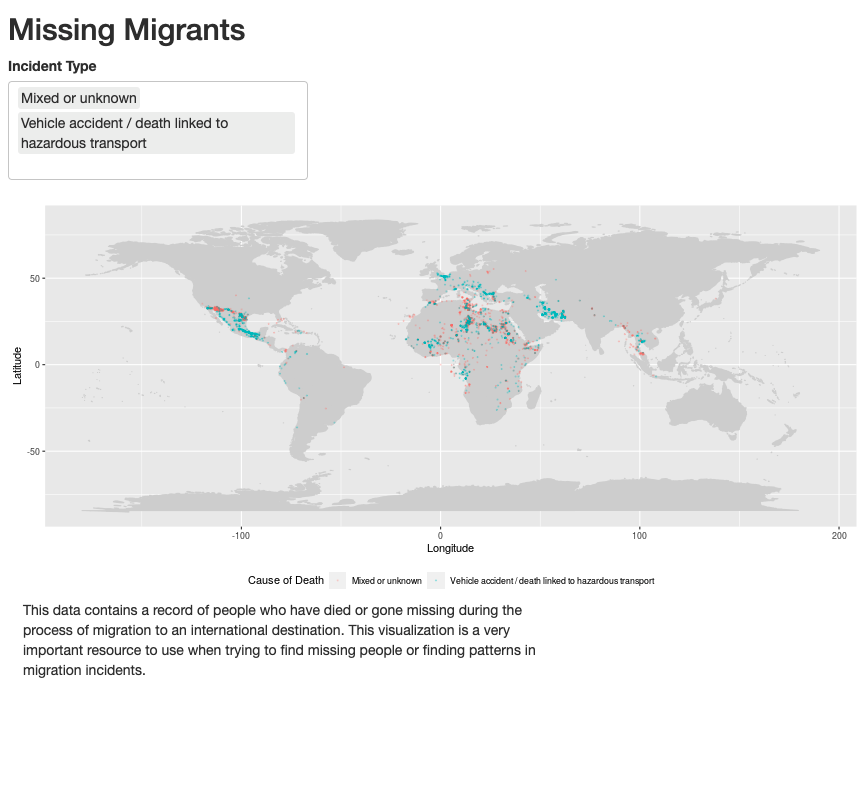 Missing Migrants
Incident Type
Mixed or unknown
Vehicle accident / death linked to
hazardous transport
50
0
-50
Latitude
-100
0
100
200
Longitude
Cause of Death
Mixed or unknown
Vehicle accident / death linked to hazardous transport
This data contains a record of people who have died or gone missing during the
process of migration to an international destination. This visualization is a very
important resource to use when trying to find missing people or finding patterns in
migration incidents.